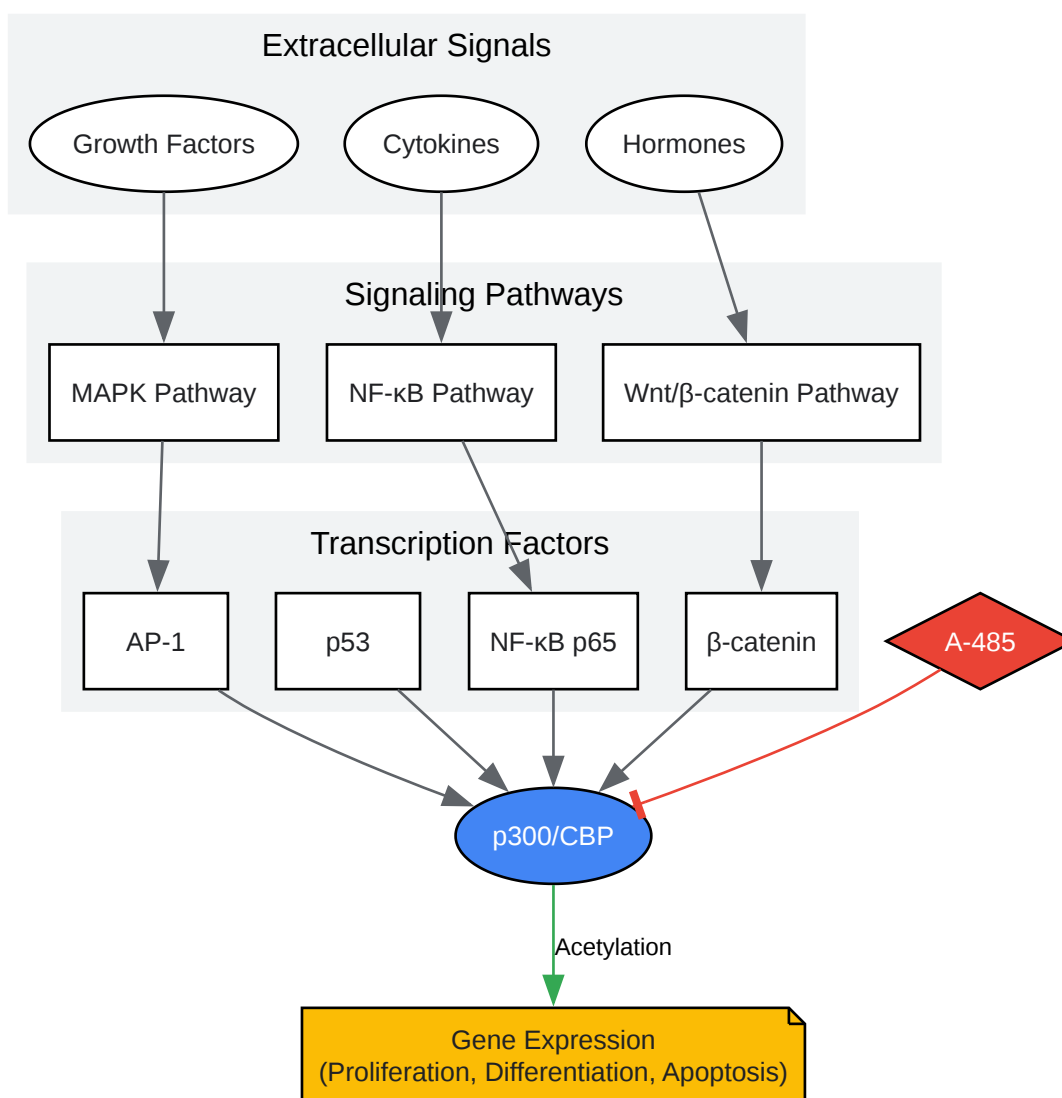 Extracellular Signals
Growth Factors
Cytokines
Hormones
Signaling Pathways
MAPK Pathway
NF-κB Pathway
Wnt/β-catenin Pathway
Transcription Factors
AP-1
p53
NF-κB p65
β-catenin
A-485
p300/CBP
Acetylation
Gene Expression
(Proliferation, Differentiation, Apoptosis)